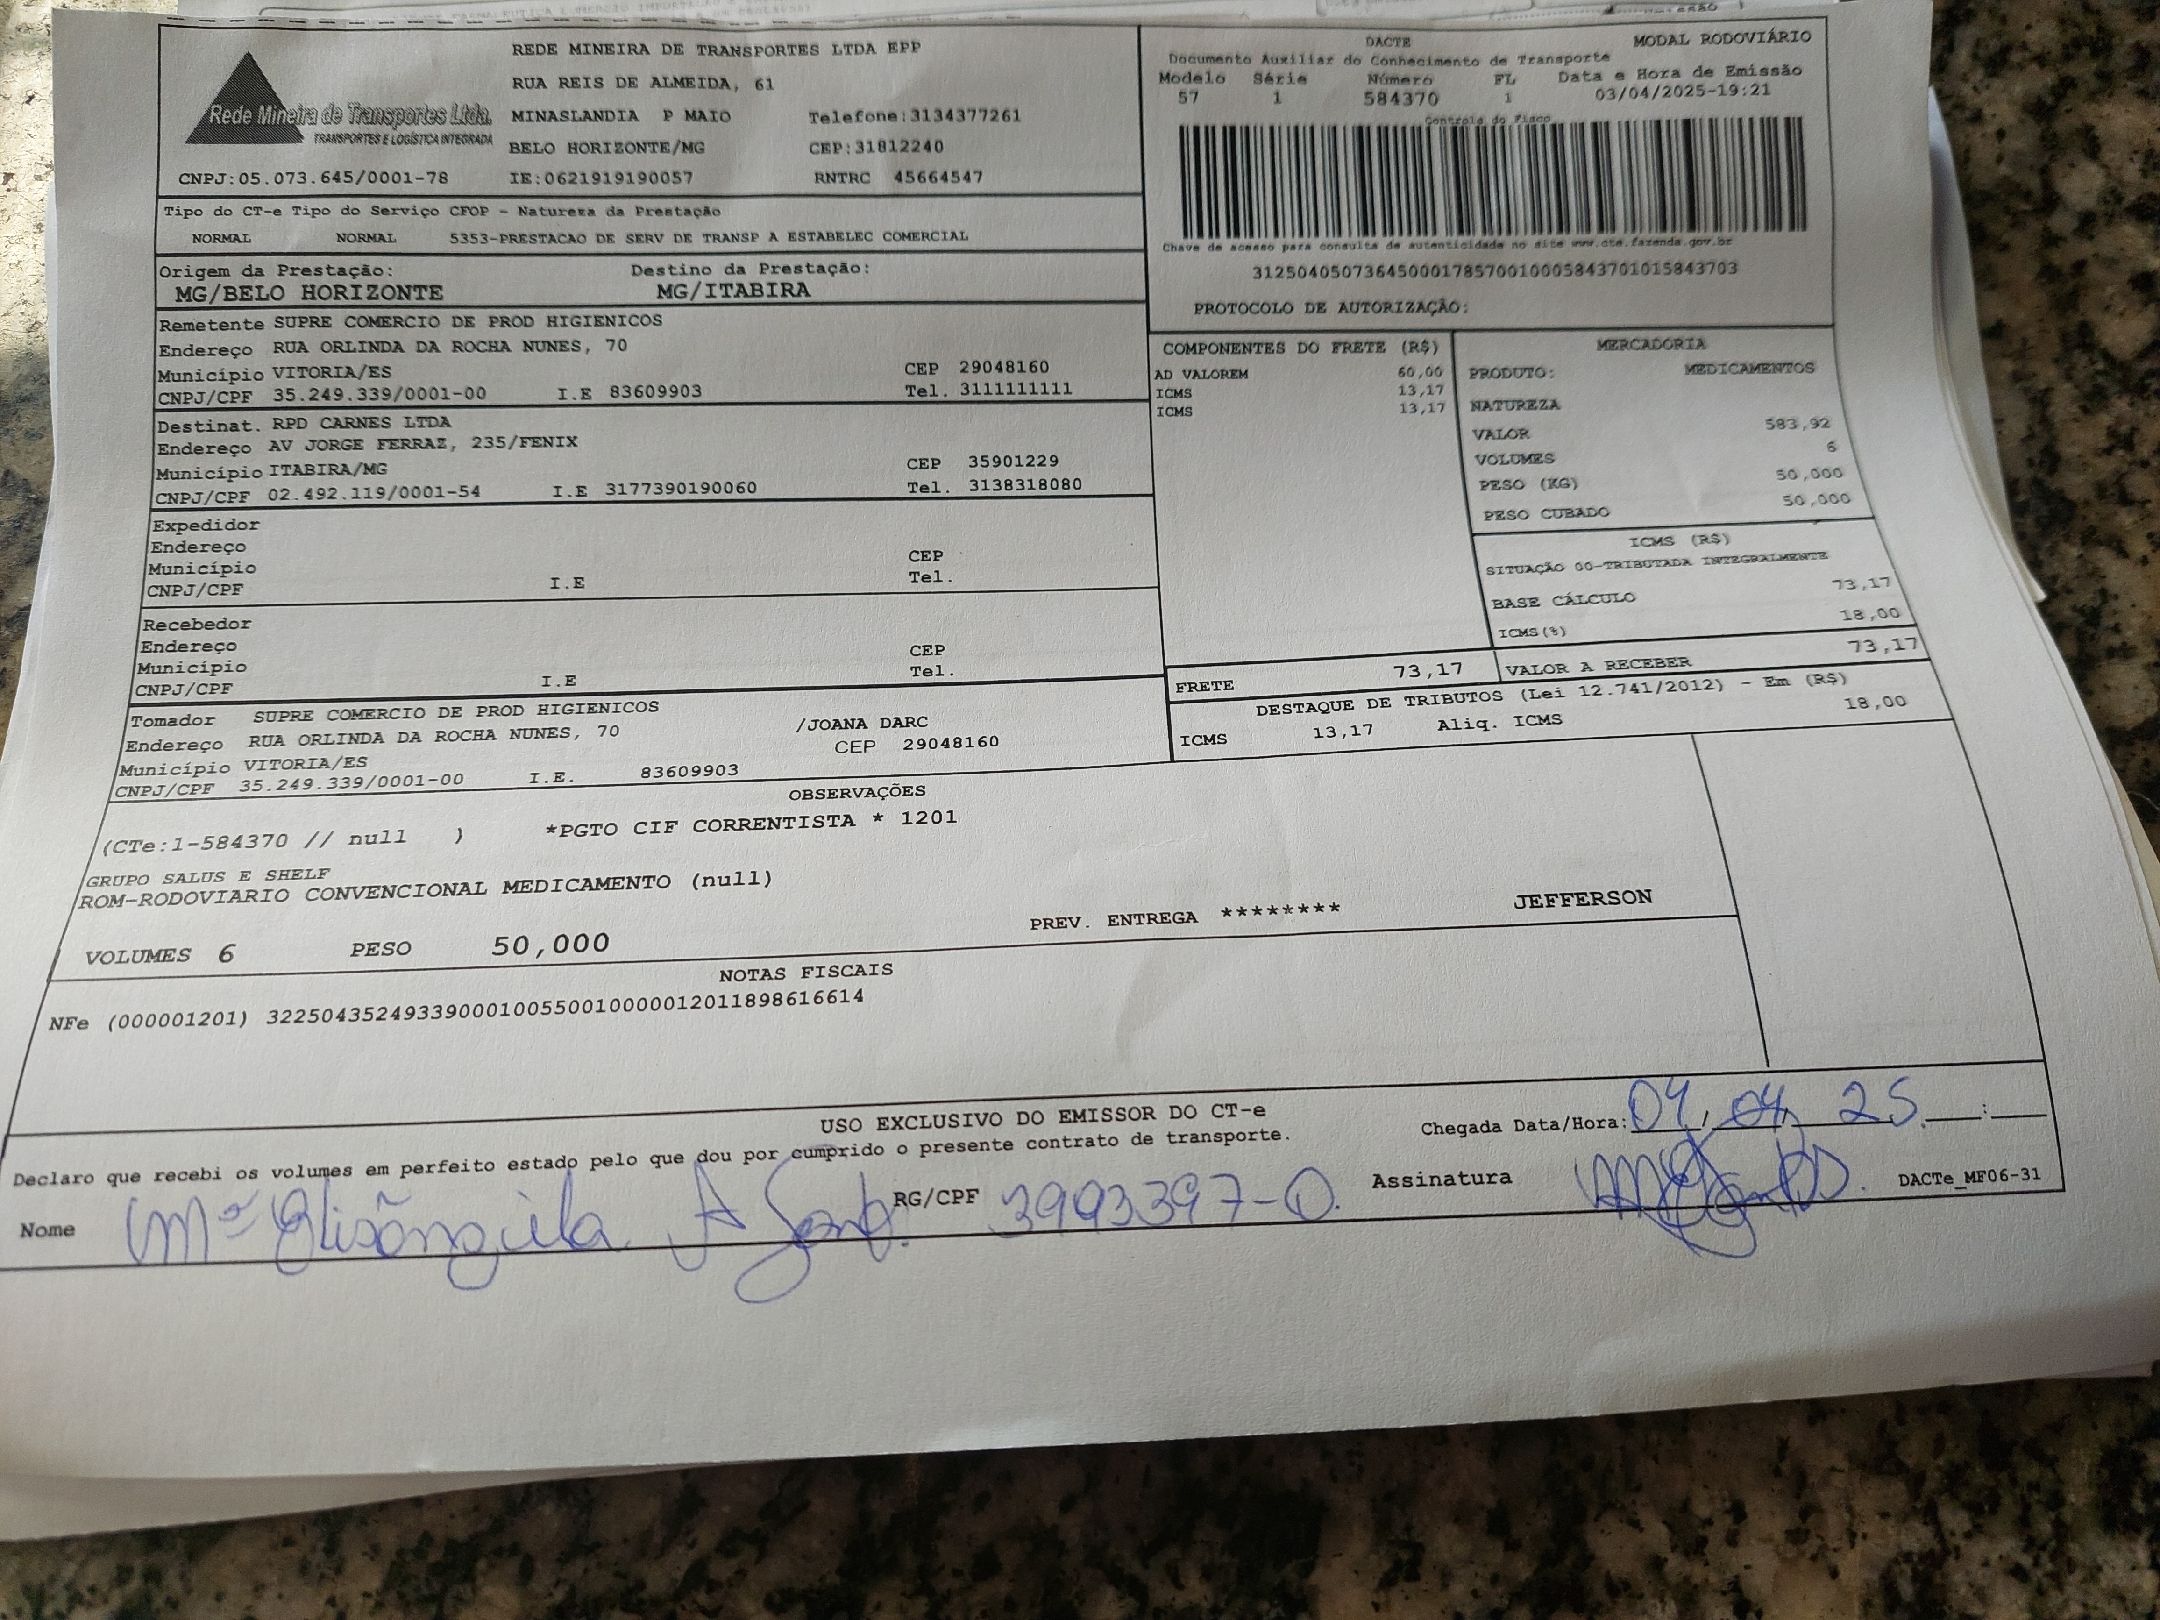 REDE MINEIRA DE TRANSPORTES LTDA EPP
RUA REIS DE ALMEIDA, 61
MINASLANDIA P MAIO Telefone:3134377261
BELO HORIZONTE/MG CEP:31812240
CNPJ:05.073.645/0001-78 IE:0621919190057 RNTRC 45664547
Rede Mineira de Transportes Ltda.
TRANSPORTES E LOGÍSTICA INTEGRADA
DACTE MODAL RODOVIÁRIO
Documento Auxiliar do Conhecimento de Transporte
Modelo Série Número FL Data e Hora de Emissão
57 1 584370 1 03/04/2025-19:21
Controle do Fisco
Chave de acesso para consulta de autenticidade no site www.cte.fazenda.gov.br
31250405073645000178570010005843701015843703
PROTOCOLO DE AUTORIZAÇÃO:
Tipo do CT-e Tipo do Serviço CFOP - Natureza da Prestação
NORMAL NORMAL 5353-PRESTACAO DE SERV DE TRANSP A ESTABELEC COMERCIAL
Origem da Prestação: Destino da Prestação:
MG/BELO HORIZONTE MG/ITABIRA
Remetente SUPRE COMERCIO DE PROD HIGIENICOS
Endereço RUA ORLINDA DA ROCHA NUNES, 70
Município VITORIA/ES CEP 29048160
CNPJ/CPF 35.249.339/0001-00 I.E 83609903 Tel. 3111111111
Destinat. RPD CARNES LTDA
Endereço AV JORGE FERRAZ, 235/FENIX
Município ITABIRA/MG CEP 35901229
CNPJ/CPF 02.492.119/0001-54 I.E 3177390190060 Tel. 3138318080
Expedidor
Endereço
Município CEP
CNPJ/CPF I.E Tel.
Recebedor
Endereço
Município CEP
CNPJ/CPF I.E Tel.
Tomador SUPRE COMERCIO DE PROD HIGIENICOS
Endereço RUA ORLINDA DA ROCHA NUNES, 70 /JOANA DARC
Município VITORIA/ES CEP 29048160
CNPJ/CPF 35.249.339/0001-00 I.E. 83609903
COMPONENTES DO FRETE (R$)
AD VALOREM 60,00
ICMS 13,17
ICMS 13,17
MERCADORIA
PRODUTO: MEDICAMENTOS
NATUREZA
VALOR 583,92
VOLUMES 6
PESO (KG) 50,000
PESO CUBADO 50,000
ICMS (R$)
SITUAÇÃO 00-TRIBUTADA INTEGRALMENTE
BASE CÁLCULO 73,17
ICMS(%) 18,00
FRETE 73,17 VALOR A RECEBER 73,17
DESTAQUE DE TRIBUTOS (Lei 12.741/2012) - Em (R$)
ICMS 13,17 Aliq. ICMS 18,00
OBSERVAÇÕES
(CTe:1-584370 // null ) *PGTO CIF CORRENTISTA * 1201
GRUPO SALUS E SHELF
ROM-RODOVIARIO CONVENCIONAL MEDICAMENTO (null)
VOLUMES 6 PESO 50,000 PREV. ENTREGA ******** JEFFERSON
NOTAS FISCAIS
NFe (000001201) 32250435249339000100550010000012011898616614
USO EXCLUSIVO DO EMISSOR DO CT-e
Declaro que recebi os volumes em perfeito estado pelo que dou por cumprido o presente contrato de transporte.
Chegada Data/Hora: 04, 04, 25. :
Nome Mª Elisângela A RG/CPF 3993397-0. Assinatura DACTe_MF06-31